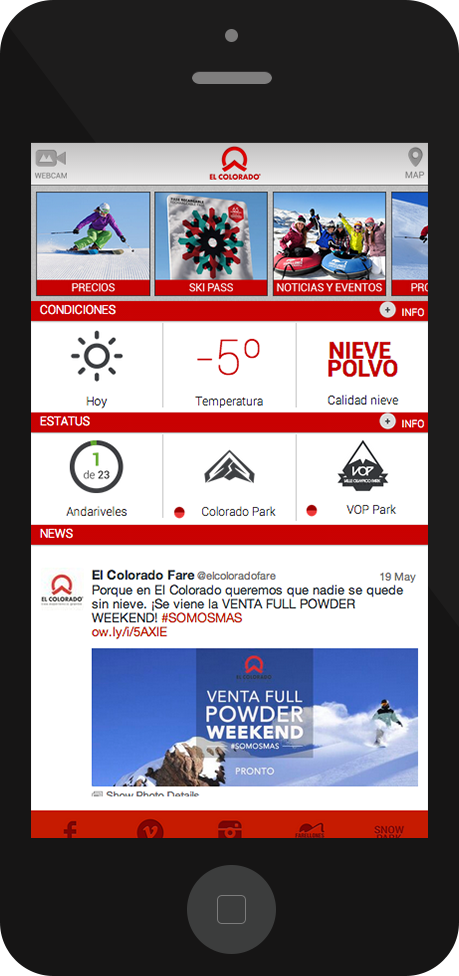 WEBCAM
EL COLORADO
MAP
PRECIOS
SKI PASS
NOTICIAS Y EVENTOS
PRO
CONDICIONES
+ INFO
-5º
NIEVE
POLVO
Hoy
Temperatura
Calidad nieve
ESTATUS
+ INFO
1
de 23
VOP
Andariveles
Colorado Park
VOP Park
NEWS
El Colorado Fare @elcoloradofare
19 May
EL COLORADO
Porque en El Colorado queremos que nadie se quede
sin nieve. ¡Se viene la VENTA FULL POWDER
WEEKEND! #SOMOSMAS
ow.ly/i/5AXIE
EL COLORADO
VENTA FULL
POWDER
WEEKEND
#SOMOSMAS
PRONTO
Show Photo Details
SNOW
PARK